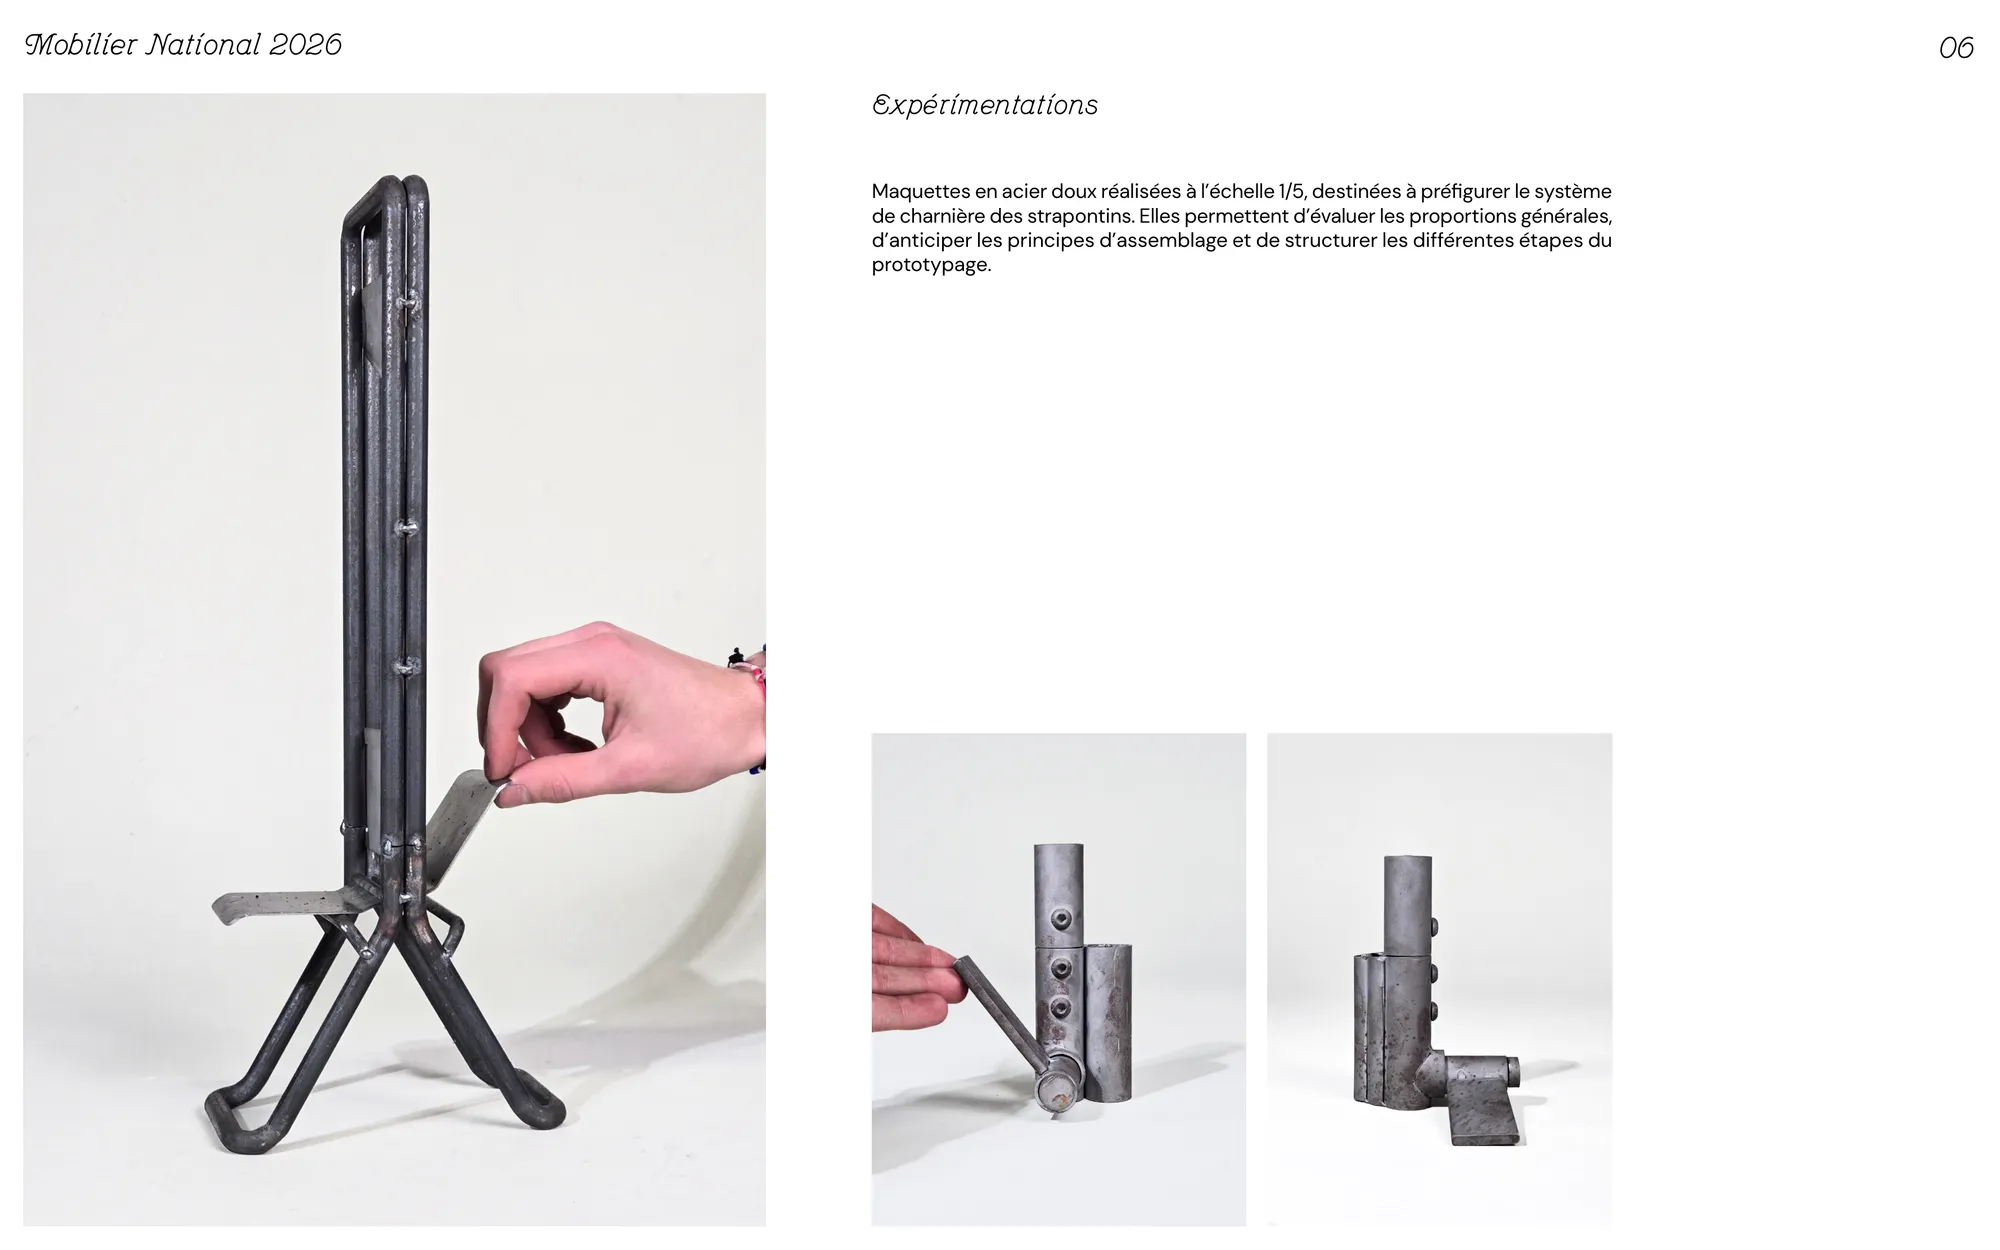 Mobilier National 2026
06
Expérimentations
Maquettes en acier doux réalisées à l’échelle 1/5, destinées à préfigurer le système
de charnière des strapontins. Elles permettent d’évaluer les proportions générales,
d’anticiper les principes d’assemblage et de structurer les différentes étapes du
prototypage.